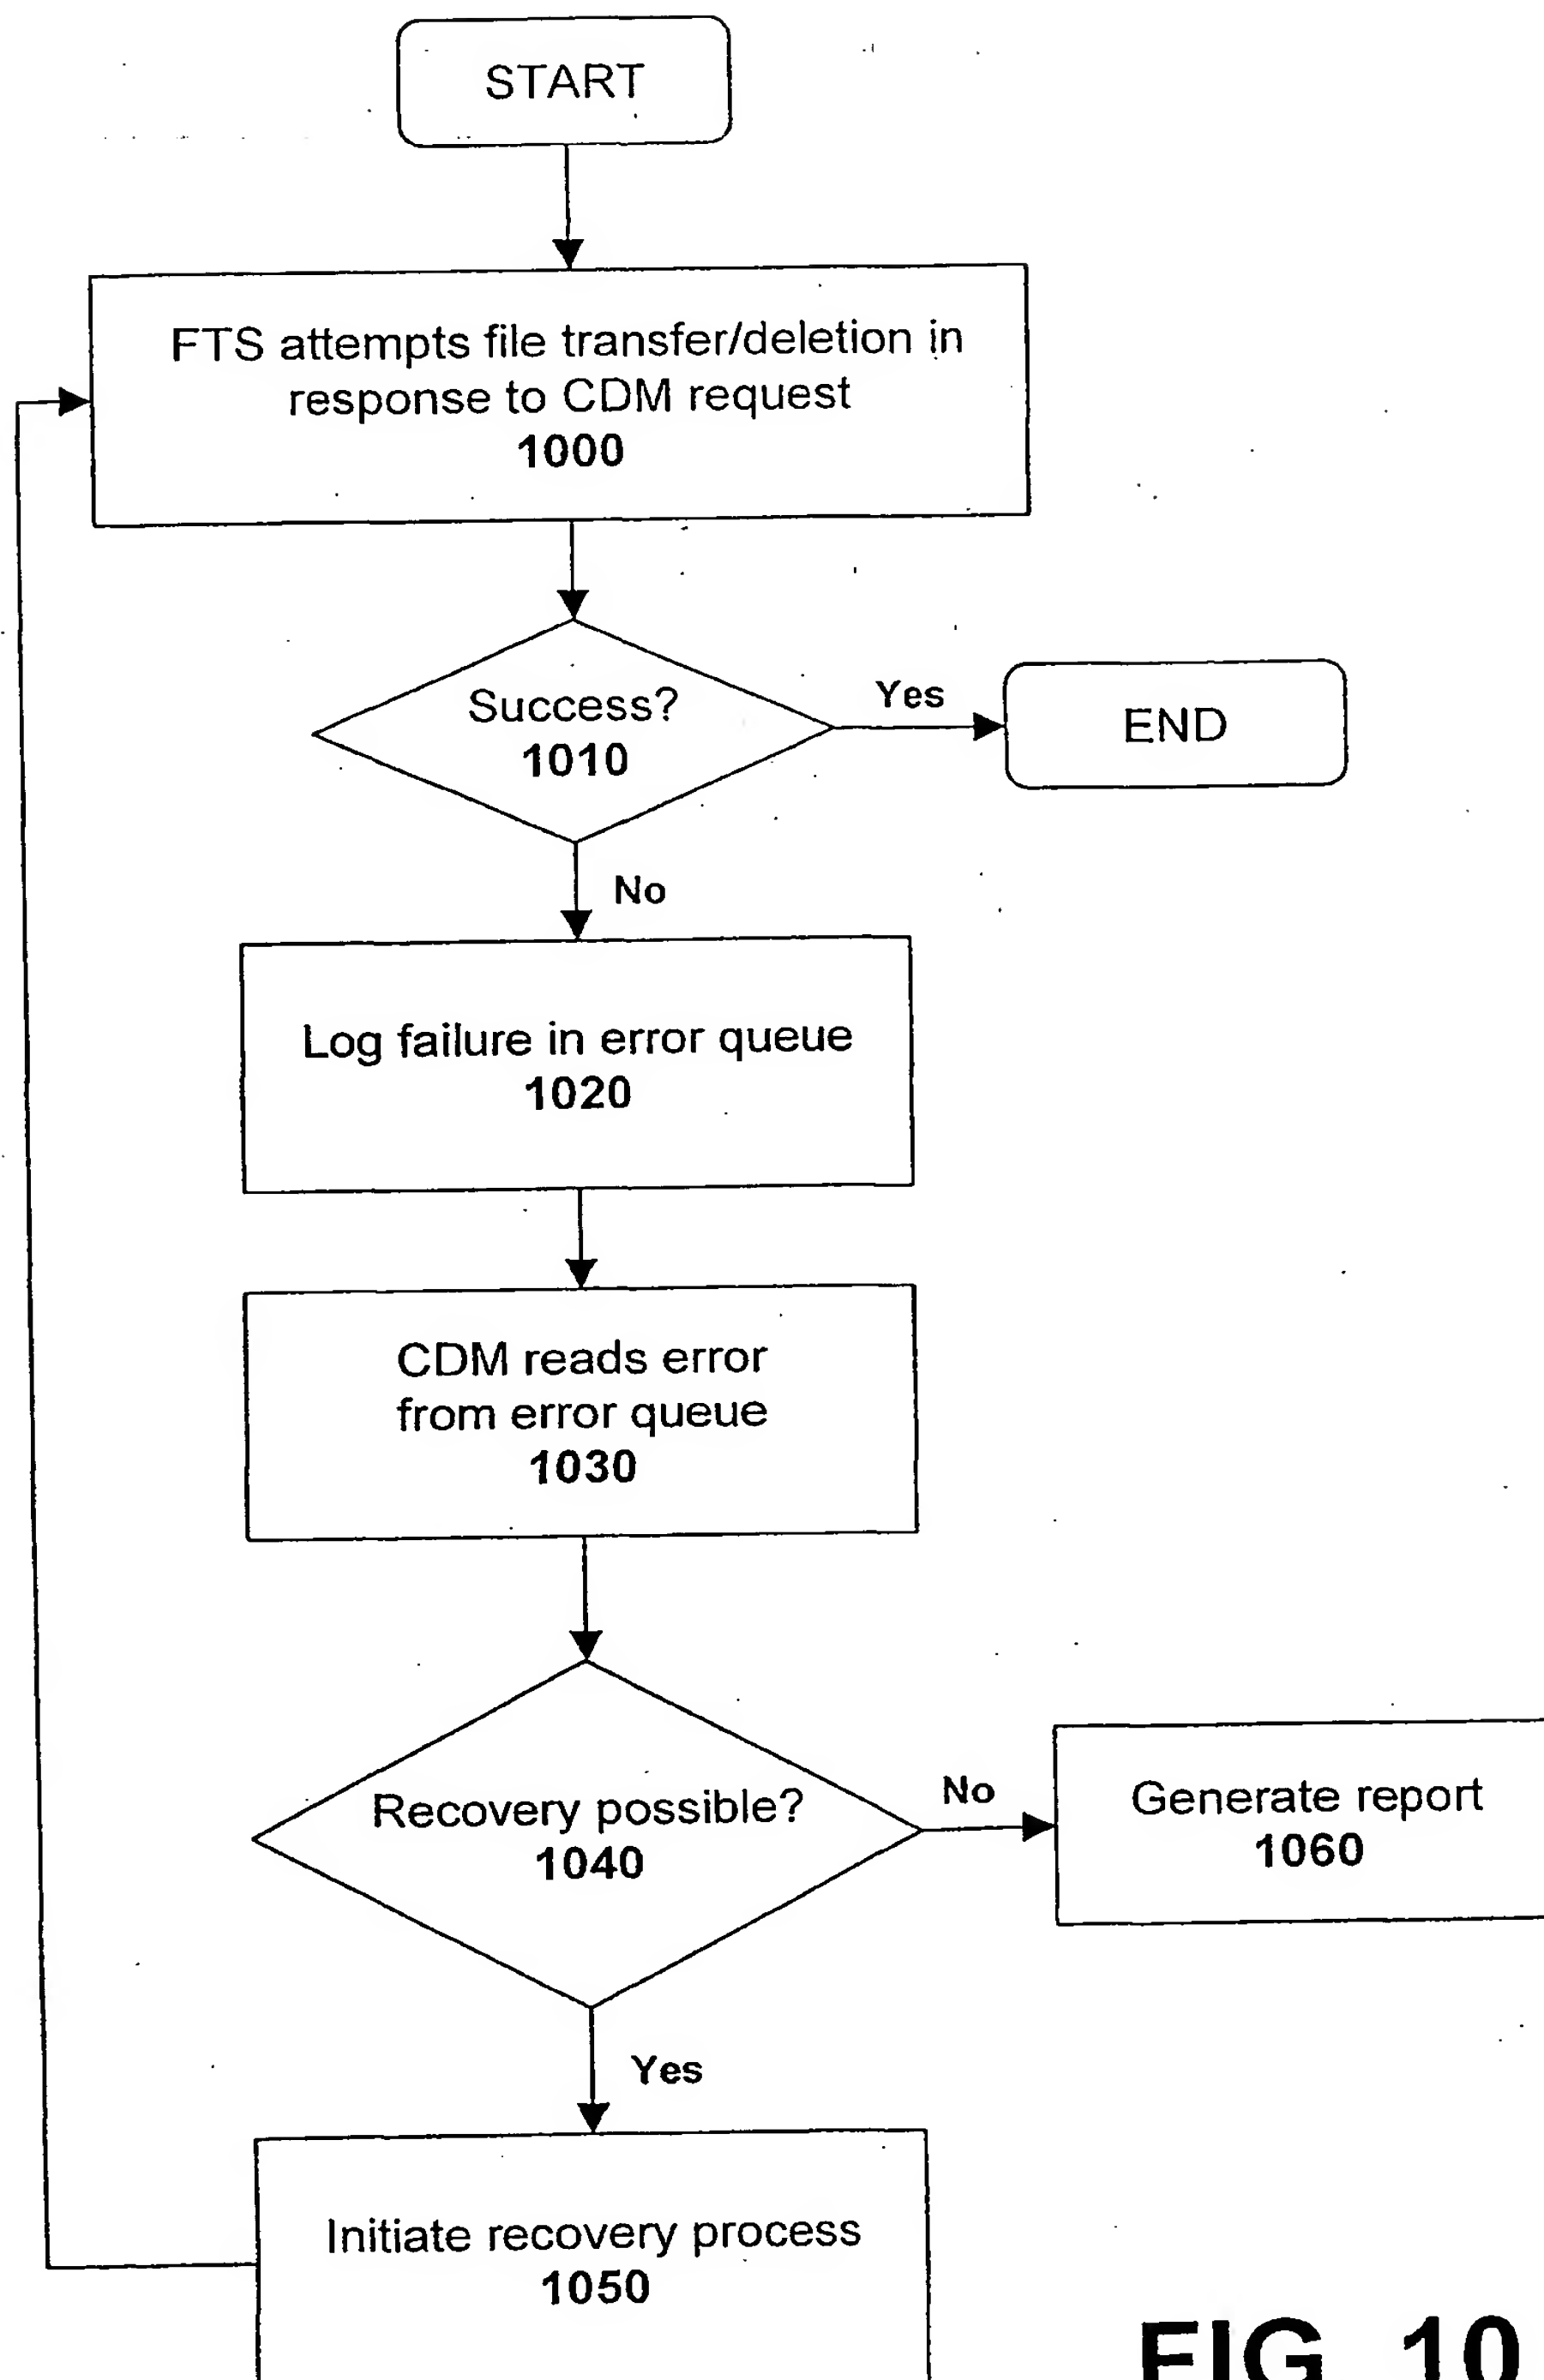 START
FTS attempts file transfer/deletion in
response to CDM request
1000
Success?
1010
Yes
END
No
Log failure in error queue
1020
CDM reads error
from error queue
1030
Recovery possible?
1040
No
Generate report
1060
Yes
Initiate recovery process
1050
FIG. 10